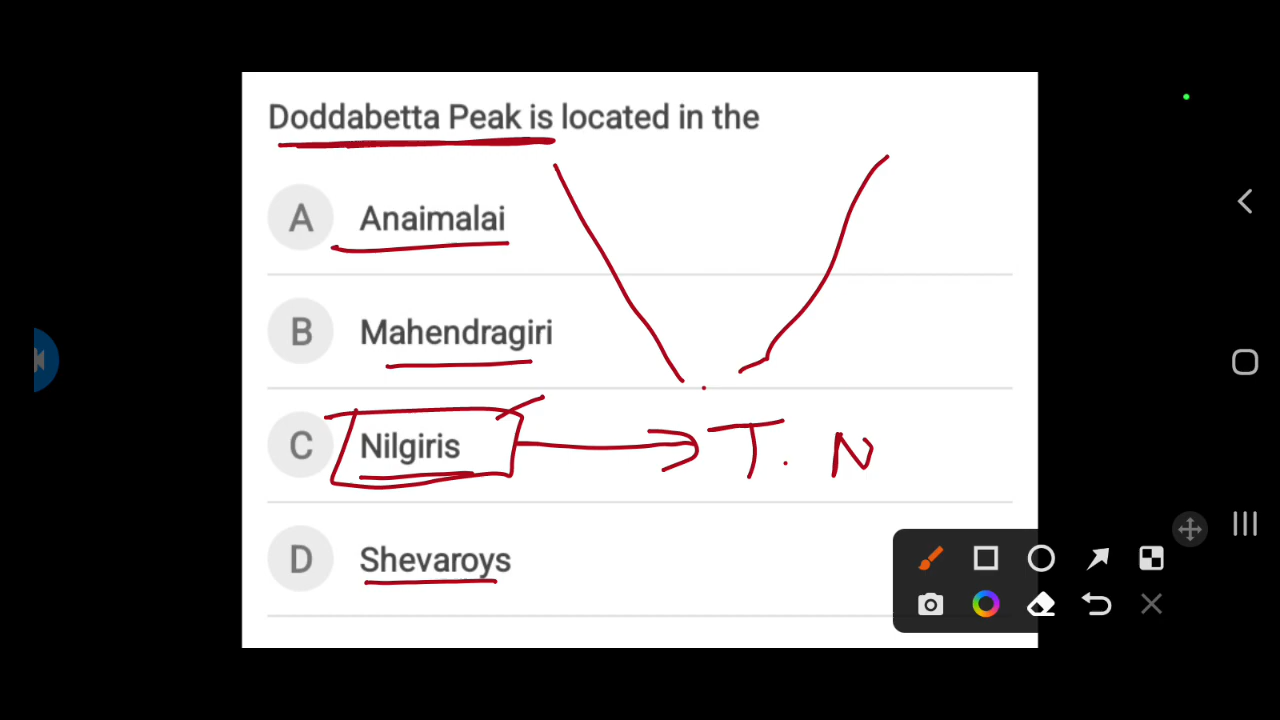 Doddabetta Peak is located in the
A Anaimalai
B Mahendragiri
C Nilgiris T. N
D Shevaroys